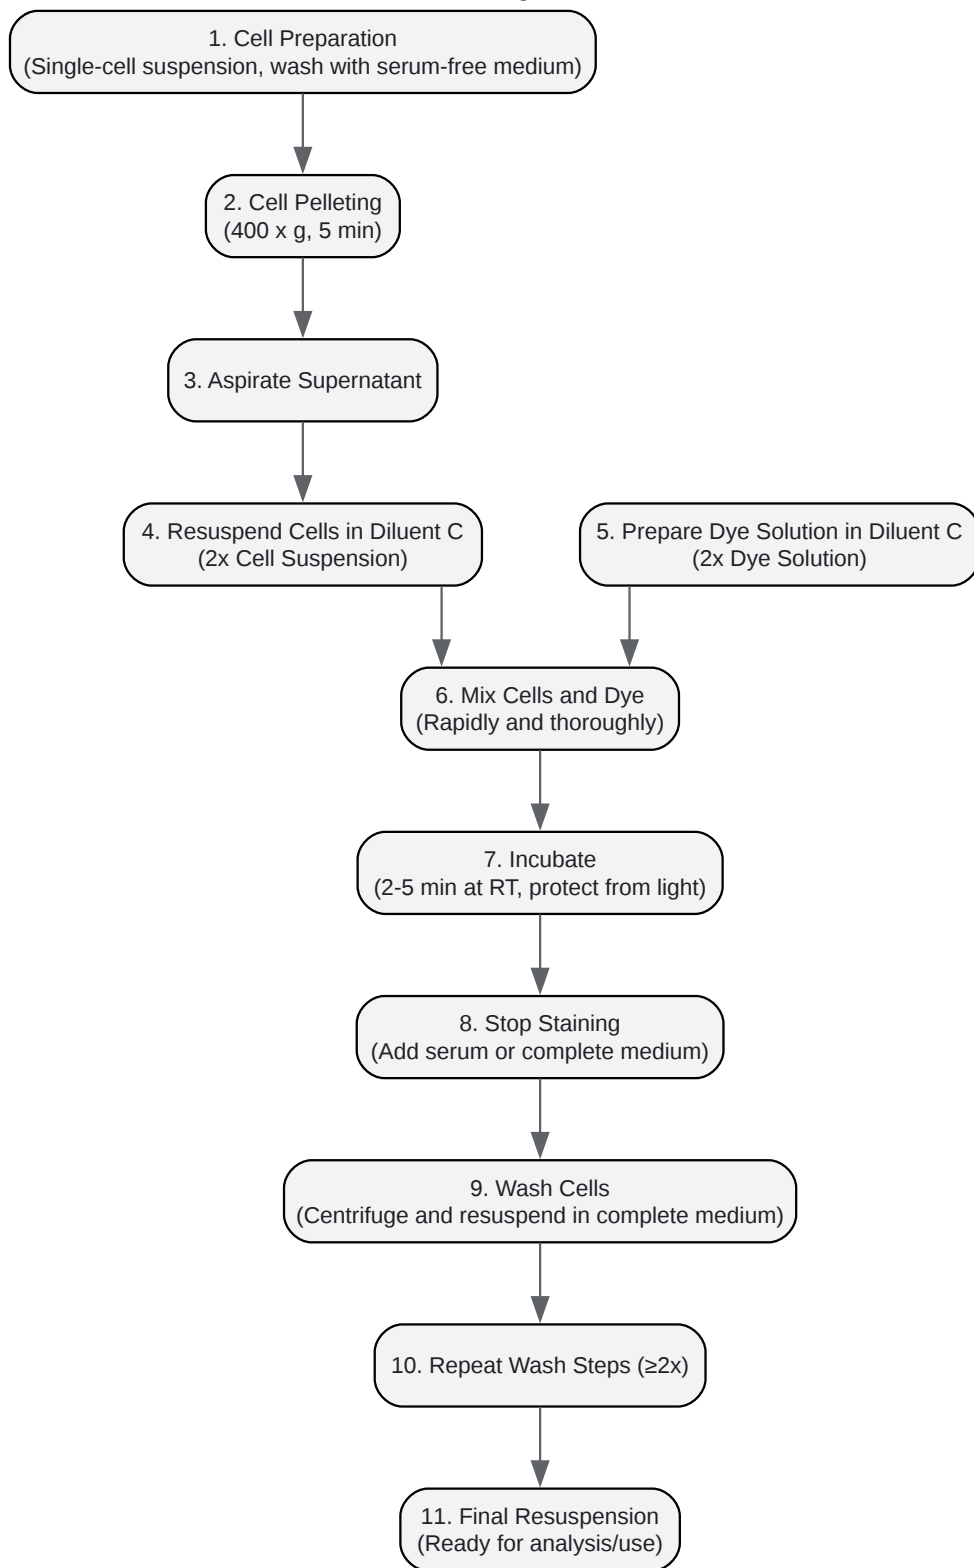 1. Cell Preparation
(Single-cell suspension, wash with serum-free medium)
2. Cell Pelleting
(400 x g, 5 min)
3. Aspirate Supernatant
4. Resuspend Cells in Diluent C
(2x Cell Suspension)
5. Prepare Dye Solution in Diluent C
(2x Dye Solution)
6. Mix Cells and Dye
(Rapidly and thoroughly)
7. Incubate
(2-5 min at RT, protect from light)
8. Stop Staining
(Add serum or complete medium)
9. Wash Cells
(Centrifuge and resuspend in complete medium)
10. Repeat Wash Steps (≥2x)
11. Final Resuspension
(Ready for analysis/use)